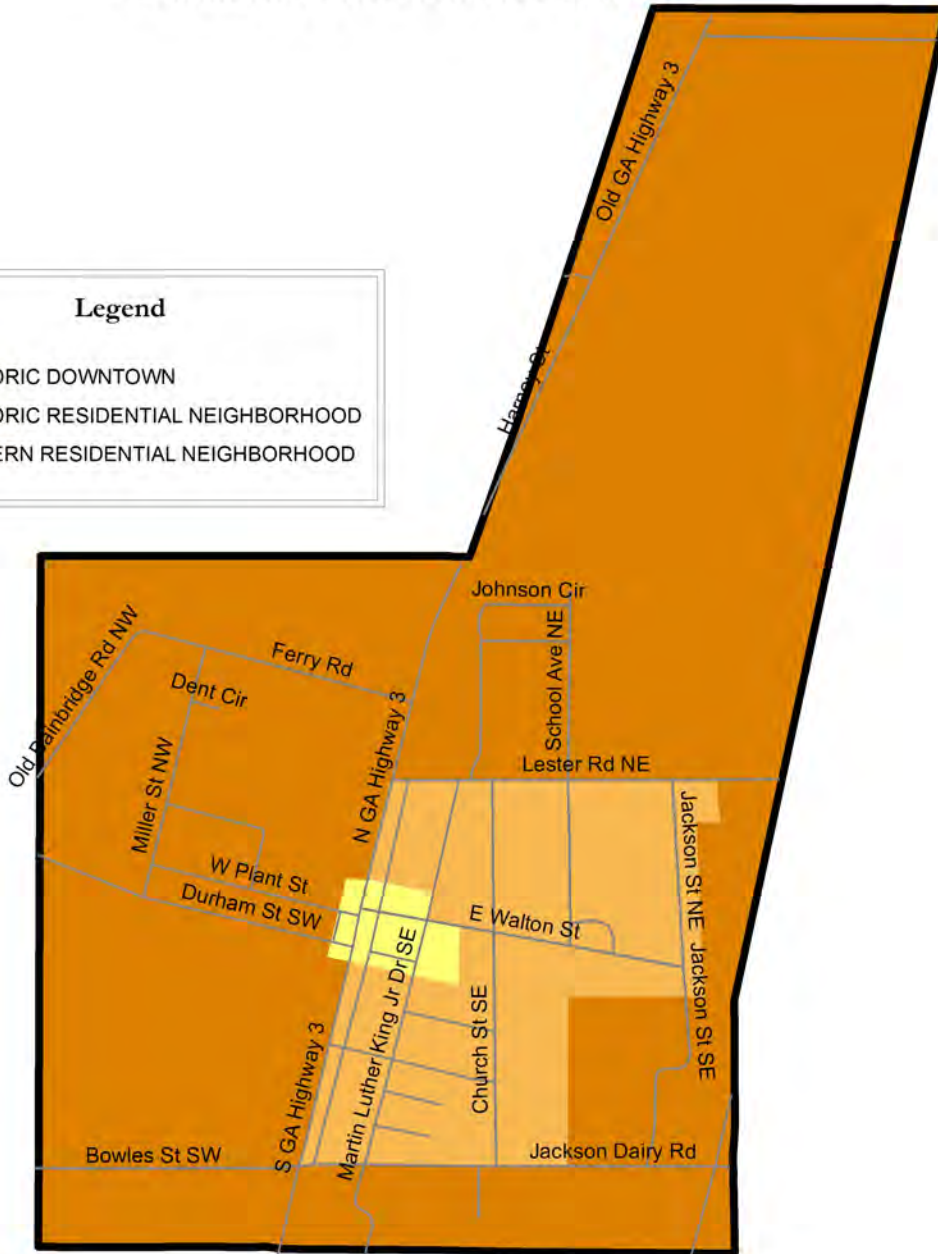 Old GA Highway 3
Legend
ORIC DOWNTOWN
ORIC RESIDENTIAL NEIGHBORHOOD
ERN RESIDENTIAL NEIGHBORHOOD
Harney St
Johnson Cir
School Ave NE
Old Bainbridge Rd NW
Ferry Rd
Dent Cir
N GA Highway 3
Lester Rd NE
Miller St NW
Jackson St NE
W Plant St
Durham St SW
E Walton St
Martin Luther King Jr Dr SE
Church St SE
Jackson St SE
S GA Highway 3
Bowles St SW
Jackson Dairy Rd